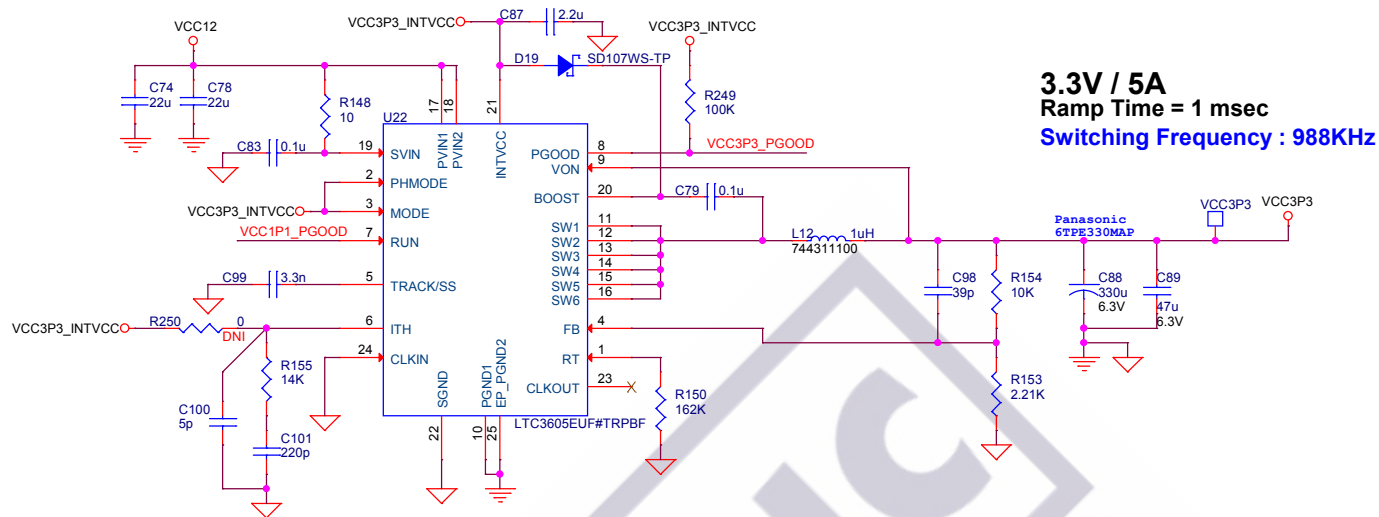 VCC3P3_INTVCC
C87
2.2u
VCC12
VCC3P3_INTVCC
D19
SD107WS-TP
3.3V / 5A
Ramp Time = 1 msec
Switching Frequency : 988KHz
C74
22u
C78
22u
R148
10
17
18
21
R249
100K
U22
PVIN1
PVIN2
INTVCC
C83
0.1u
19
SVIN
PGOOD
8
VCC3P3_PGOOD
VON
9
2
PHMODE
BOOST
20
C79
0.1u
VCC3P3_INTVCC
3
MODE
VCC1P1_PGOOD
7
RUN
SW1
11
SW2
12
SW3
13
SW4
14
SW5
15
SW6
16
L12
1uH
744311100
Panasonic
6TPE330MAP
VCC3P3
VCC3P3
C99
3.3n
5
TRACK/SS
C98
39p
R154
10K
C88
330u
6.3V
C89
47u
6.3V
VCC3P3_INTVCC
R250
0
DNI
6
ITH
FB
4
24
CLKIN
RT
1
R155
14K
SGND
PGND1
EP_PGND2
CLKOUT
23
R150
162K
R153
2.21K
C100
5p
C101
220p
22
10
25
LTC3605EUF#TRPBF